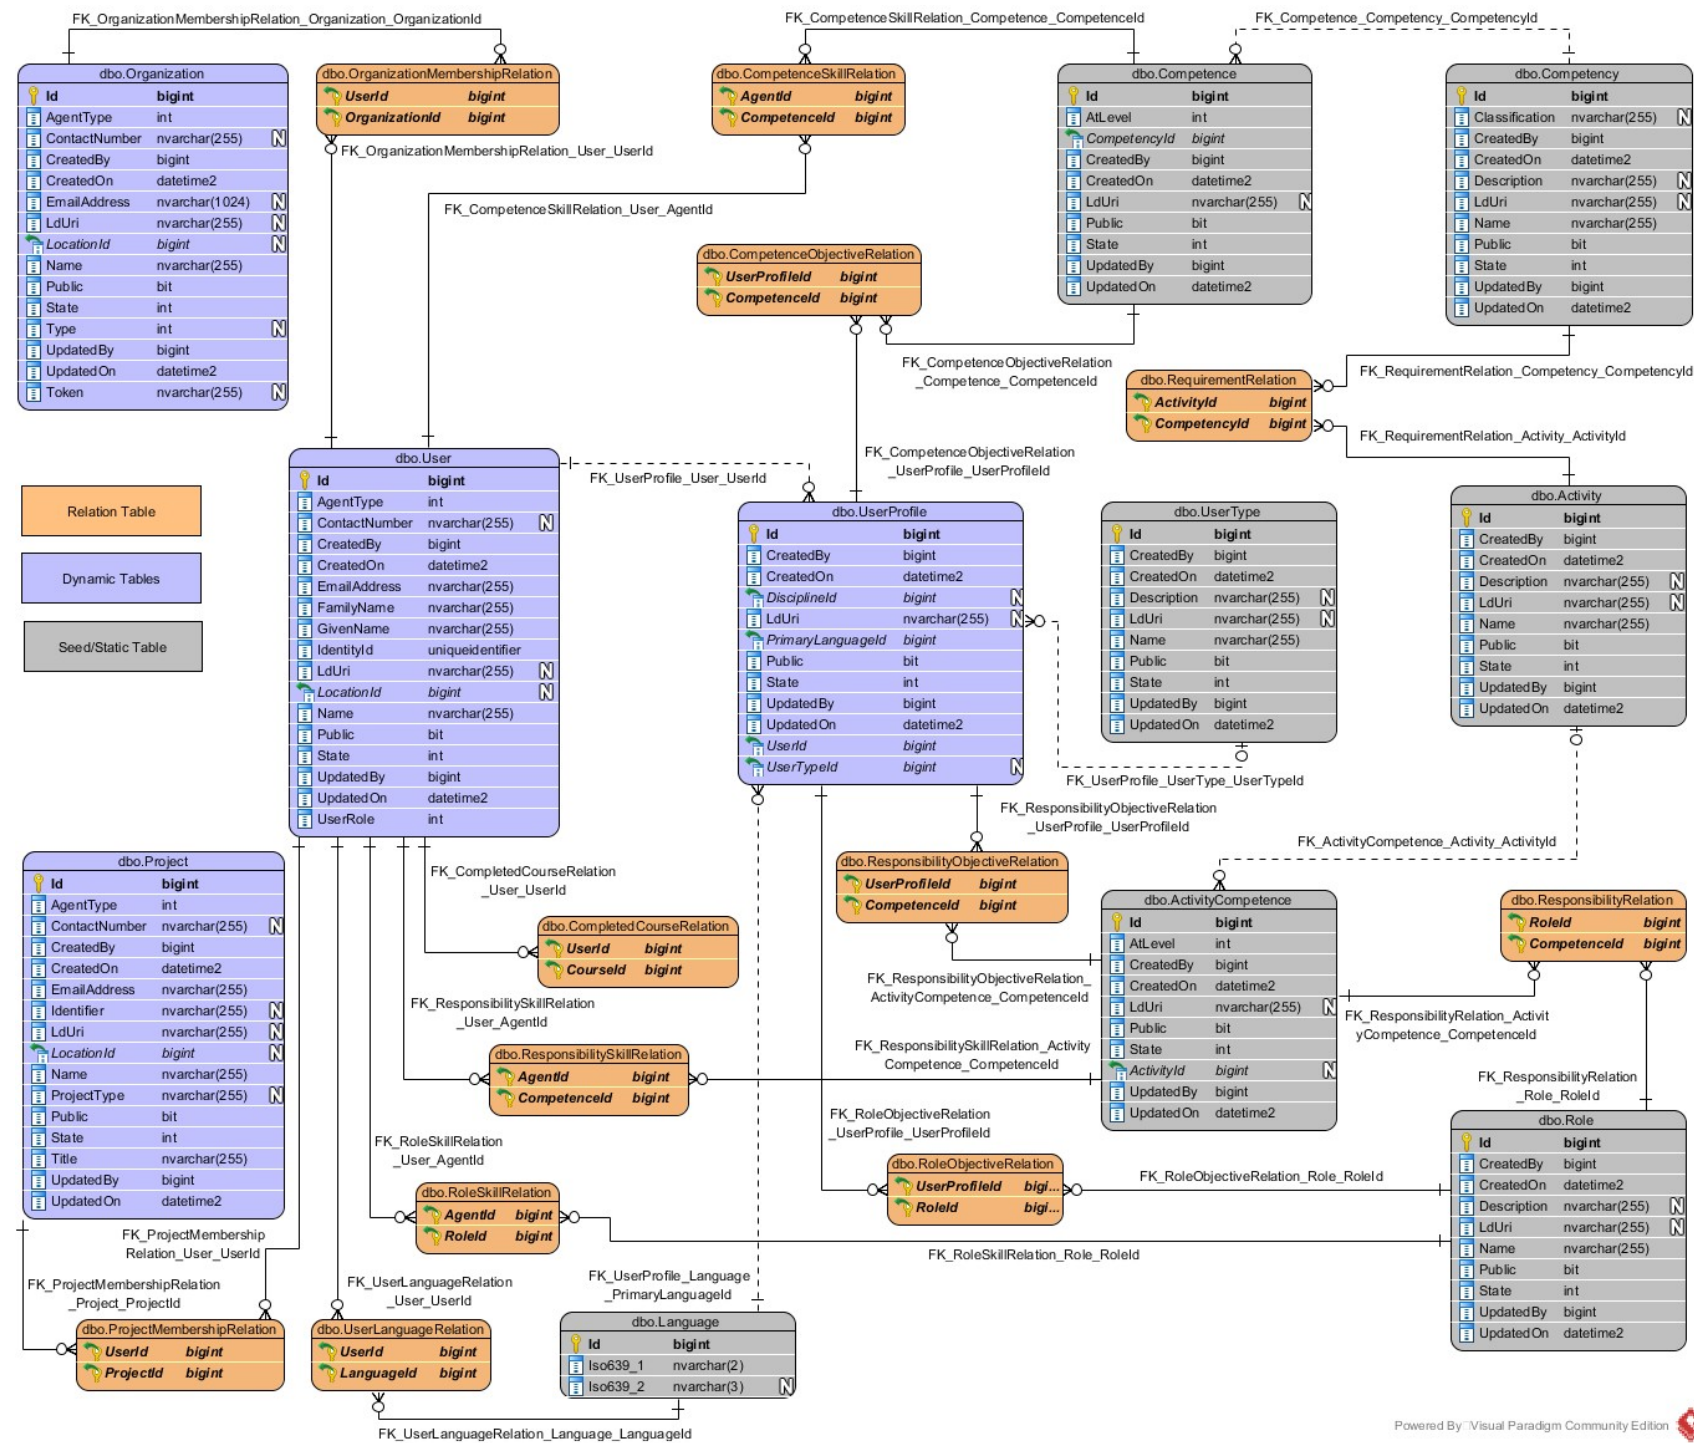 FK_OrganizationMembershipRelation_Organization_OrganizationId
FK_CompetenceSkillRelation_Competence_CompetenceId
FK_Competence_Competency_CompetencyId
dbo.Organization
Id bigint
AgentType int
ContactNumber nvarchar(255) N
CreatedBy bigint
CreatedOn datetime2
EmailAddress nvarchar(1024) N
LdUri nvarchar(255) N
LocationId bigint N
Name nvarchar(255)
Public bit
State int
Type int N
UpdatedBy bigint
UpdatedOn datetime2
Token nvarchar(255) N
dbo.OrganizationMembershipRelation
UserId bigint
OrganizationId bigint
FK_OrganizationMembershipRelation_User_UserId
dbo.CompetenceSkillRelation
AgentId bigint
CompetenceId bigint
FK_CompetenceSkillRelation_User_AgentId
dbo.Competence
Id bigint
AtLevel int
CompetencyId bigint
CreatedBy bigint
CreatedOn datetime2
LdUri nvarchar(255) N
Public bit
State int
UpdatedBy bigint
UpdatedOn datetime2
dbo.Competency
Id bigint
Classification nvarchar(255) N
CreatedBy bigint
CreatedOn datetime2
Description nvarchar(255) N
LdUri nvarchar(255) N
Name nvarchar(255)
Public bit
State int
UpdatedBy bigint
UpdatedOn datetime2
dbo.CompetenceObjectiveRelation
UserProfileId bigint
CompetenceId bigint
FK_CompetenceObjectiveRelation
_Competence_CompetenceId
FK_RequirementRelation_Competency_CompetencyId
dbo.RequirementRelation
ActivityId bigint
CompetencyId bigint
FK_RequirementRelation_Activity_ActivityId
FK_CompetenceObjectiveRelation
_UserProfile_UserProfileId
Relation Table
Dynamic Tables
Seed/Static Table
dbo.User
Id bigint
AgentType int
ContactNumber nvarchar(255) N
CreatedBy bigint
CreatedOn datetime2
EmailAddress nvarchar(255)
FamilyName nvarchar(255)
GivenName nvarchar(255)
IdentityId uniqueidentifier
LdUri nvarchar(255) N
LocationId bigint N
Name nvarchar(255)
Public bit
State int
UpdatedBy bigint
UpdatedOn datetime2
UserRole int
FK_UserProfile_User_UserId
dbo.UserProfile
Id bigint
CreatedBy bigint
CreatedOn datetime2
DisciplineId bigint N
LdUri nvarchar(255) N
PrimaryLanguageId bigint
Public bit
State int
UpdatedBy bigint
UpdatedOn datetime2
UserId bigint
UserTypeId bigint N
dbo.UserType
Id bigint
CreatedBy bigint
CreatedOn datetime2
Description nvarchar(255) N
LdUri nvarchar(255) N
Name nvarchar(255)
Public bit
State int
UpdatedBy bigint
UpdatedOn datetime2
FK_UserProfile_UserType_UserTypeId
dbo.Activity
Id bigint
CreatedBy bigint
CreatedOn datetime2
Description nvarchar(255) N
LdUri nvarchar(255) N
Name nvarchar(255)
Public bit
State int
UpdatedBy bigint
UpdatedOn datetime2
FK_ResponsibilityObjectiveRelation
_UserProfile_UserProfileId
FK_ActivityCompetence_Activity_ActivityId
dbo.Project
Id bigint
AgentType int
ContactNumber nvarchar(255) N
CreatedBy bigint
CreatedOn datetime2
EmailAddress nvarchar(255)
Identifier nvarchar(255) N
LdUri nvarchar(255) N
LocationId bigint N
Name nvarchar(255)
ProjectType nvarchar(255) N
Public bit
State int
Title nvarchar(255)
UpdatedBy bigint
UpdatedOn datetime2
FK_CompletedCourseRelation
_User_UserId
dbo.CompletedCourseRelation
UserId bigint
CourseId bigint
dbo.ResponsibilityObjectiveRelation
UserProfileId bigint
CompetenceId bigint
FK_ResponsibilityObjectiveRelation_
ActivityCompetence_CompetenceId
dbo.ActivityCompetence
Id bigint
AtLevel int
CreatedBy bigint
CreatedOn datetime2
LdUri nvarchar(255) N
Public bit
State int
ActivityId bigint N
UpdatedBy bigint
UpdatedOn datetime2
dbo.ResponsibilityRelation
RoleId bigint
CompetenceId bigint
FK_ResponsibilityRelation_Activit
yCompetence_CompetenceId
FK_ResponsibilitySkillRelation
_User_AgentId
dbo.ResponsibilitySkillRelation
AgentId bigint
CompetenceId bigint
FK_ResponsibilitySkillRelation_Activity
Competence_CompetenceId
FK_ResponsibilityRelation
_Role_RoleId
FK_RoleObjectiveRelation
_UserProfile_UserProfileId
dbo.RoleObjectiveRelation
UserProfileId bigi...
RoleId bigi...
FK_RoleObjectiveRelation_Role_RoleId
dbo.Role
Id bigint
CreatedBy bigint
CreatedOn datetime2
Description nvarchar(255) N
LdUri nvarchar(255) N
Name nvarchar(255)
Public bit
State int
UpdatedBy bigint
UpdatedOn datetime2
FK_RoleSkillRelation
_User_AgentId
dbo.RoleSkillRelation
AgentId bigint
RoleId bigint
FK_RoleSkillRelation_Role_RoleId
FK_ProjectMembership
Relation_User_UserId
FK_ProjectMembershipRelation
_Project_ProjectId
dbo.ProjectMembershipRelation
UserId bigint
ProjectId bigint
FK_UserLanguageRelation
_User_UserId
dbo.UserLanguageRelation
UserId bigint
LanguageId bigint
FK_UserProfile_Language
_PrimaryLanguageId
dbo.Language
Id bigint
Iso639_1 nvarchar(2)
Iso639_2 nvarchar(3) N
FK_UserLanguageRelation_Language_LanguageId
Powered By Visual Paradigm Community Edition